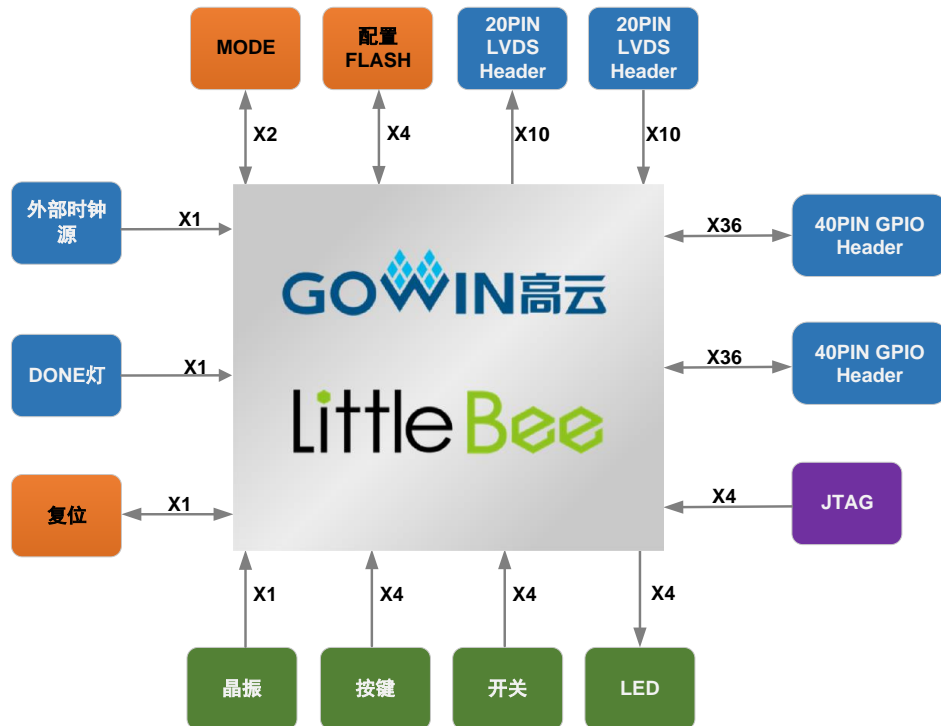 MODE
配置
FLASH
20PIN
LVDS
Header
20PIN
LVDS
Header
X2
X4
X10
X10
外部时钟
源
X1
X36
40PIN GPIO
Header
GOWIN高云
DONE灯
X1
X36
40PIN GPIO
Header
LittleBee
复位
X1
X4
JTAG
X1
X4
X4
X4
晶振
按键
开关
LED